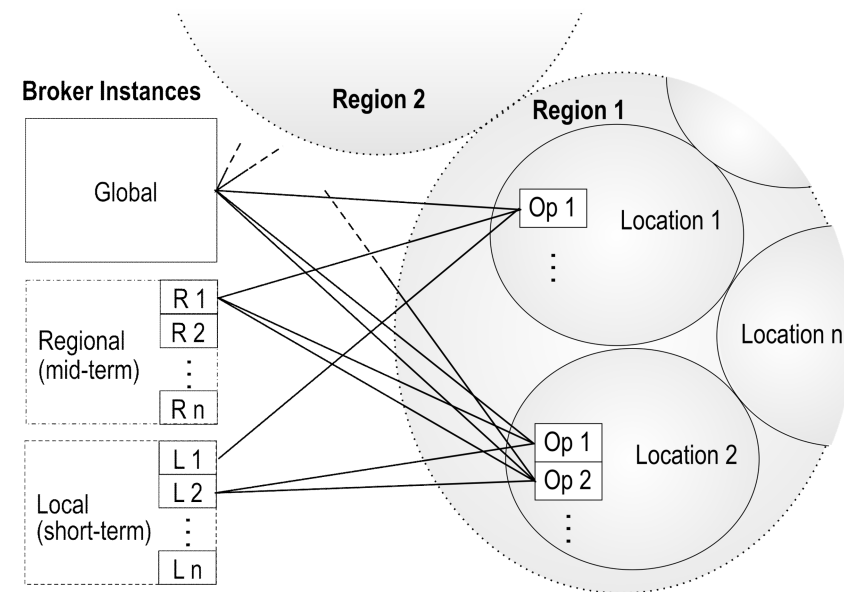 Broker Instances
Global
Regional
(mid-term)
R 1
R 2
R n
Local
(short-term)
L 1
L 2
L n
Region 2
Region 1
Op 1
Location 1
Location n
Op 1
Op 2
Location 2